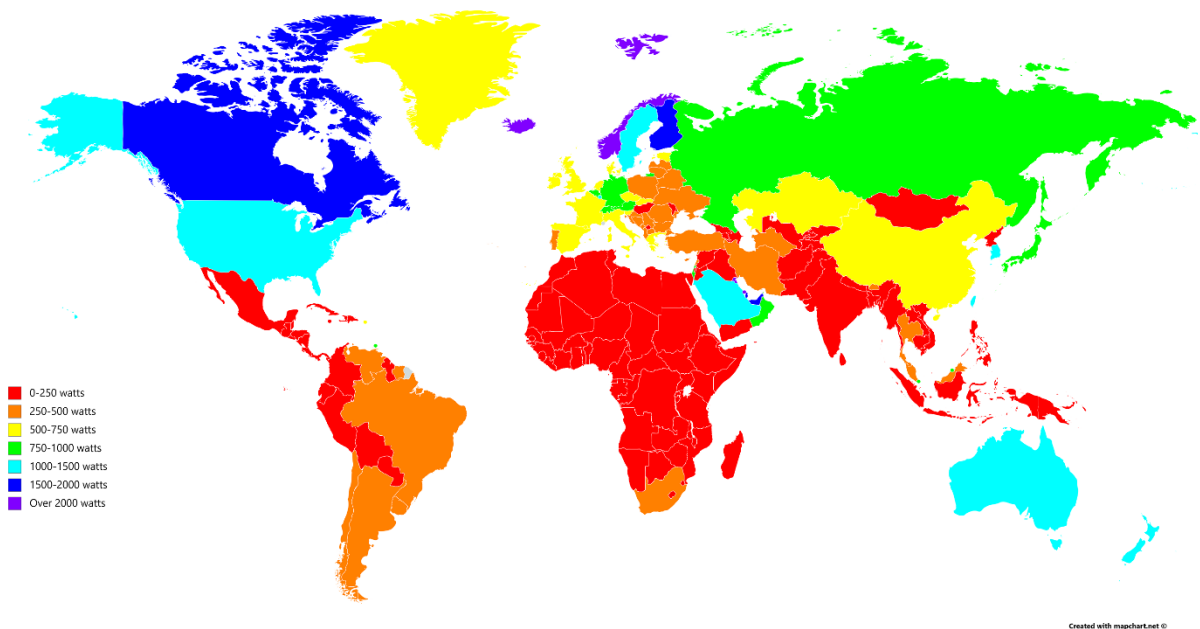 0-250 watts
250-500 watts
500-750 watts
750-1000 watts
1000-1500 watts
1500-2000 watts
Over 2000 watts
Created with mapchart.net ©